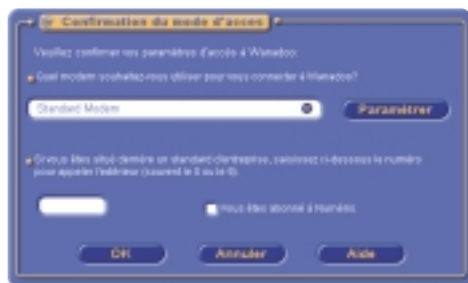 Confirmation du mode d'accès
Veuillez confirmer vos paramètres d'accès à Wanadoo:
Quel modem souhaitez-vous utiliser pour vous connecter à Wanadoo?
Standard Modem
Paramétrer
Si vous êtes situé derrière un standard d'entreprise, saisissez ci-dessous le numéro
pour appeler l'extérieur (souvent le 0 ou le 9).
Vous êtes abonné à Numéris.
OK
Annuler
Aide